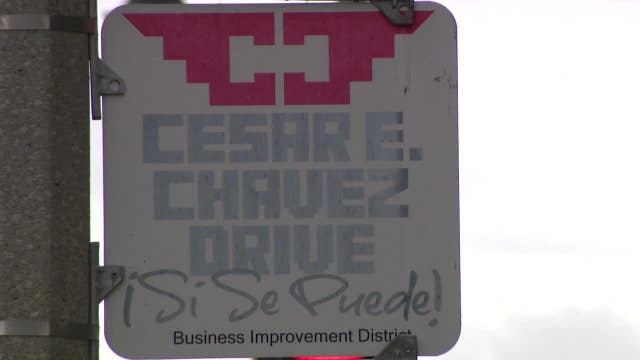 CESAR E.
CHAVEZ
DRIVE
¡Si Se Puede!
Business Improvement District